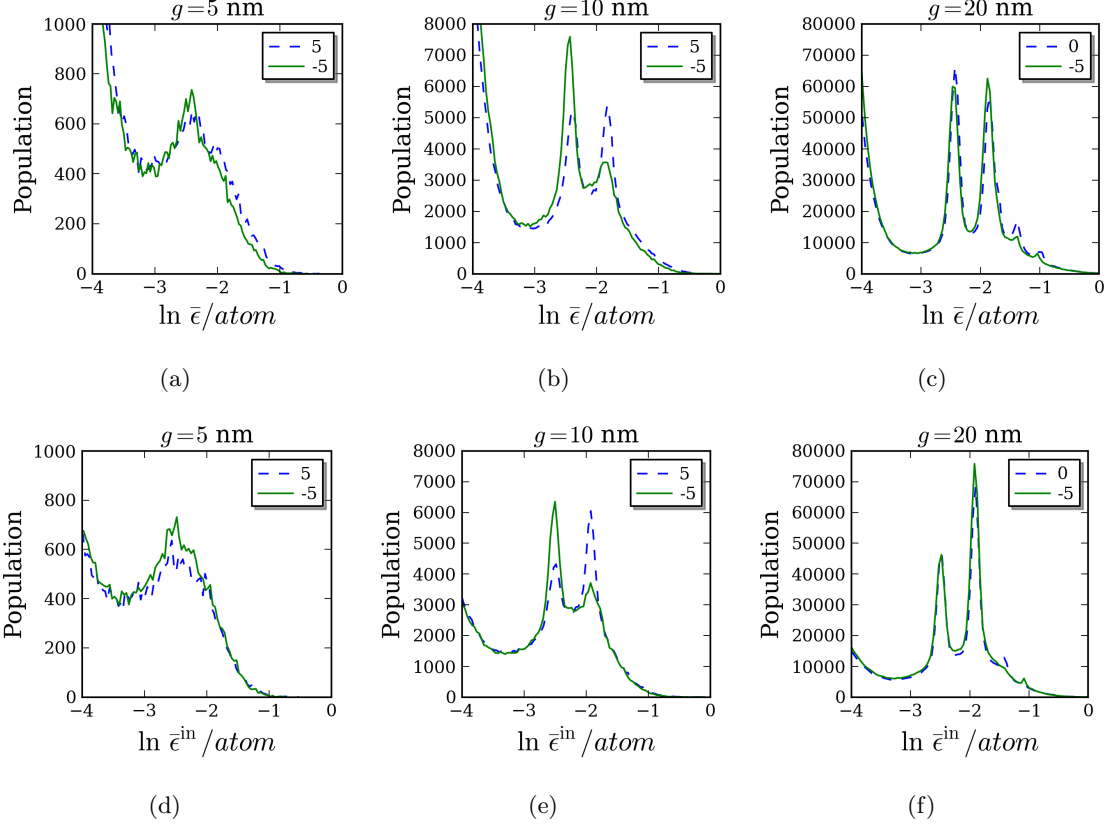 g=5 nm
1000
800
600
400
200
0
−4 −3 −2 −1 0
Population
ln ϵ̄/atom
5
-5
(a)
g=10 nm
8000
7000
6000
5000
4000
3000
2000
1000
0
−4 −3 −2 −1 0
Population
ln ϵ̄/atom
5
-5
(b)
g=20 nm
80000
70000
60000
50000
40000
30000
20000
10000
0
−4 −3 −2 −1 0
Population
ln ϵ̄/atom
0
-5
(c)
g=5 nm
1000
800
600
400
200
0
−4 −3 −2 −1 0
Population
ln ϵ̄ⁱⁿ/atom
5
-5
(d)
g=10 nm
8000
7000
6000
5000
4000
3000
2000
1000
0
−4 −3 −2 −1 0
Population
ln ϵ̄ⁱⁿ/atom
5
-5
(e)
g=20 nm
80000
70000
60000
50000
40000
30000
20000
10000
0
−4 −3 −2 −1 0
Population
ln ϵ̄ⁱⁿ/atom
0
-5
(f)